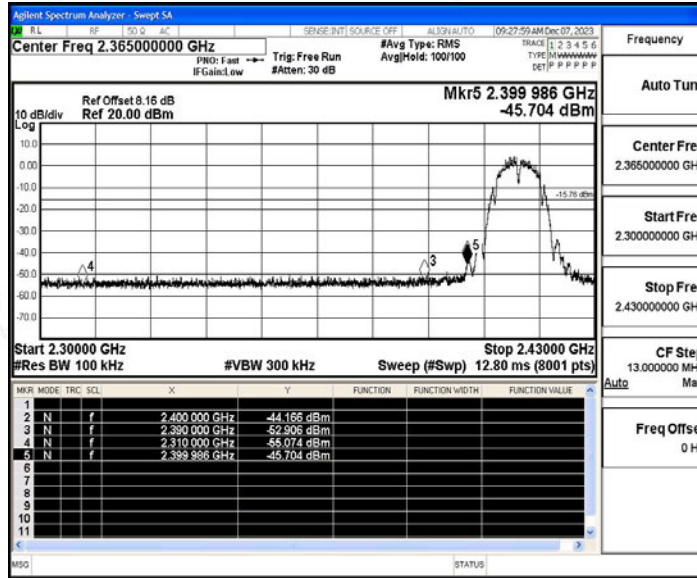 Agilent Spectrum Analyzer - Swept SA
RL RF 50 Ω AC SENSE:INT SOURCE OFF ALIGNAUTO 09:27:59 AM Dec 07, 2023
Center Freq 2.365000000 GHz
PNO: Fast
IFGain:Low
Trig: Free Run
#Atten: 30 dB
#Avg Type: RMS
Avg|Hold: 100/100
TRACE 1 2 3 4 5 6
TYPE
DET P P P P P P
Mkr5 2.399 986 GHz
-45.704 dBm
Ref Offset 8.16 dB
10 dB/div Ref 20.00 dBm
Log
10.0
0.00
-10.0
-15.76 dBm
-20.0
-30.0
-40.0
-50.0
-60.0
-70.0
4
3
5
Start 2.30000 GHz Stop 2.43000 GHz
#Res BW 100 kHz #VBW 300 kHz Sweep (#Swp) 12.80 ms (8001 pts)
MKR MODE TRC SCL X Y FUNCTION FUNCTION WIDTH FUNCTION VALUE
1
2 N f 2.400 000 GHz -44.166 dBm
3 N f 2.390 000 GHz -52.906 dBm
4 N f 2.310 000 GHz -55.074 dBm
5 N f 2.399 986 GHz -45.704 dBm
6
7
8
9
10
11
MSG STATUS
Frequency
Auto Tun
Center Fre
2.365000000 GH
Start Fre
2.300000000 GH
Stop Fre
2.430000000 GH
CF Ste
13.000000 MH
Auto Ma
Freq Offse
0 H